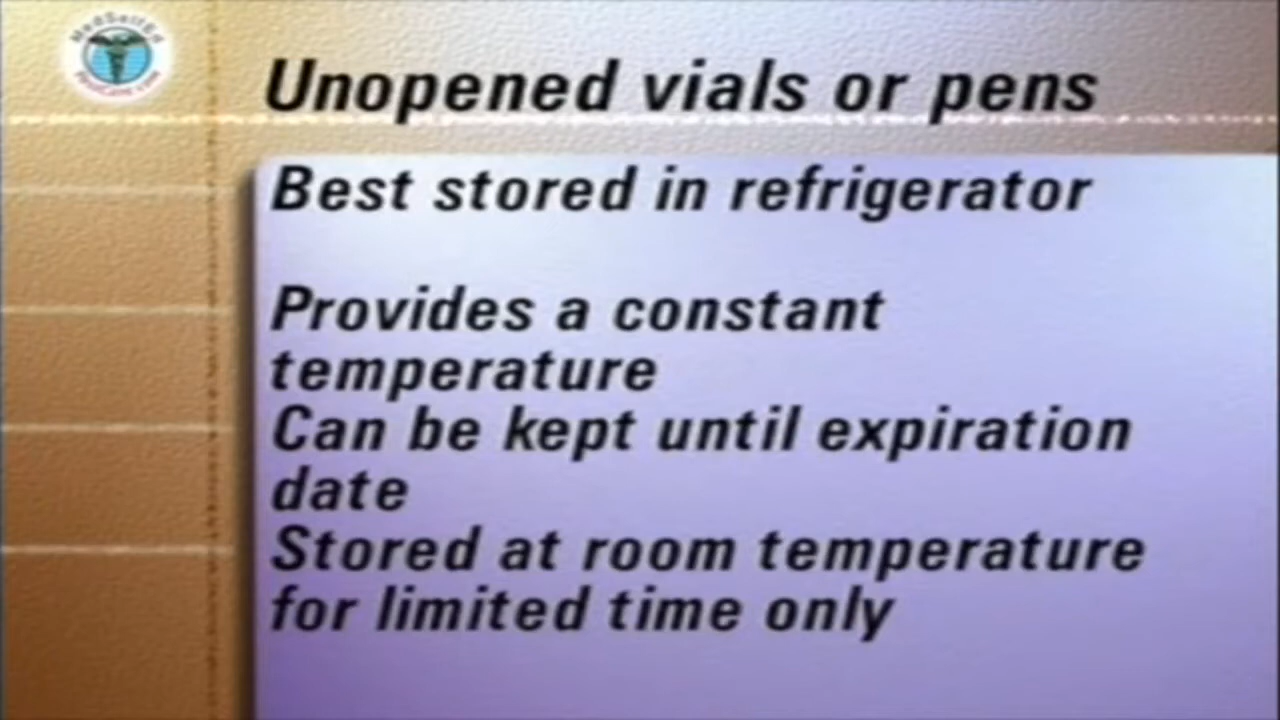 MedSelfEd
Unopened vials or pens
Best stored in refrigerator
Provides a constant
temperature
Can be kept until expiration
date
Stored at room temperature
for limited time only